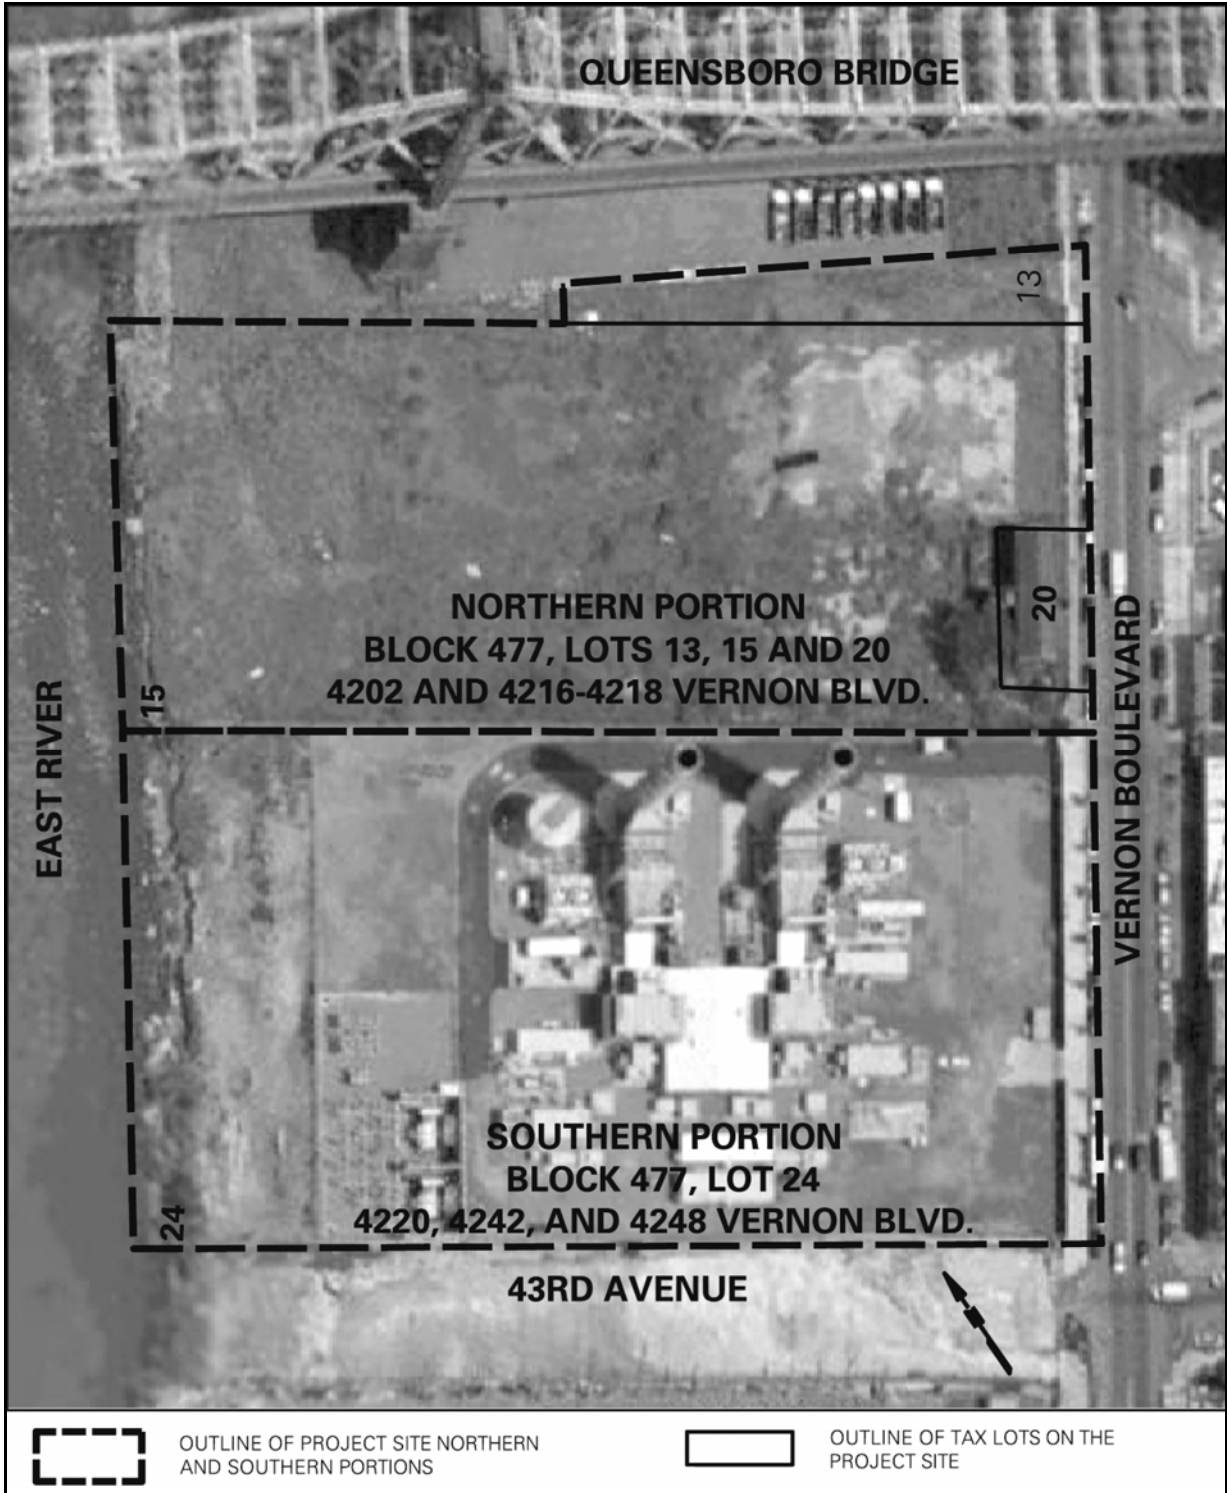 QUEENSBORO BRIDGE
13
20
NORTHERN PORTION
BLOCK 477, LOTS 13, 15 AND 20
4202 AND 4216-4218 VERNON BLVD.
15
EAST RIVER
VERNON BOULEVARD
SOUTHERN PORTION
BLOCK 477, LOT 24
4220, 4242, AND 4248 VERNON BLVD.
24
43RD AVENUE
OUTLINE OF PROJECT SITE NORTHERN
AND SOUTHERN PORTIONS
OUTLINE OF TAX LOTS ON THE
PROJECT SITE